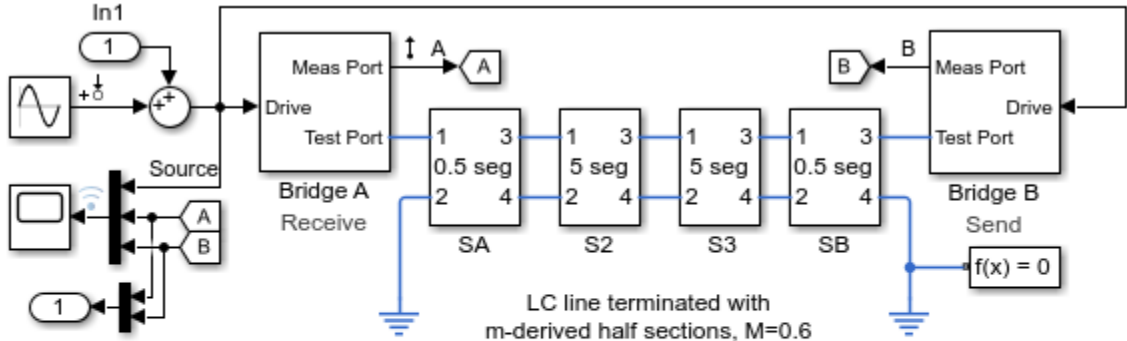 In1
1
A
B
Meas Port
A
B
Meas Port
+
+
+
Drive
Drive
Test Port
1
3
1
3
1
3
1
3
Test Port
0.5 seg
5 seg
5 seg
0.5 seg
Source
Bridge A
2
4
2
4
2
4
2
4
Bridge B
A
Receive
Send
B
SA
S2
S3
SB
f(x) = 0
1
LC line terminated with
m-derived half sections, M=0.6